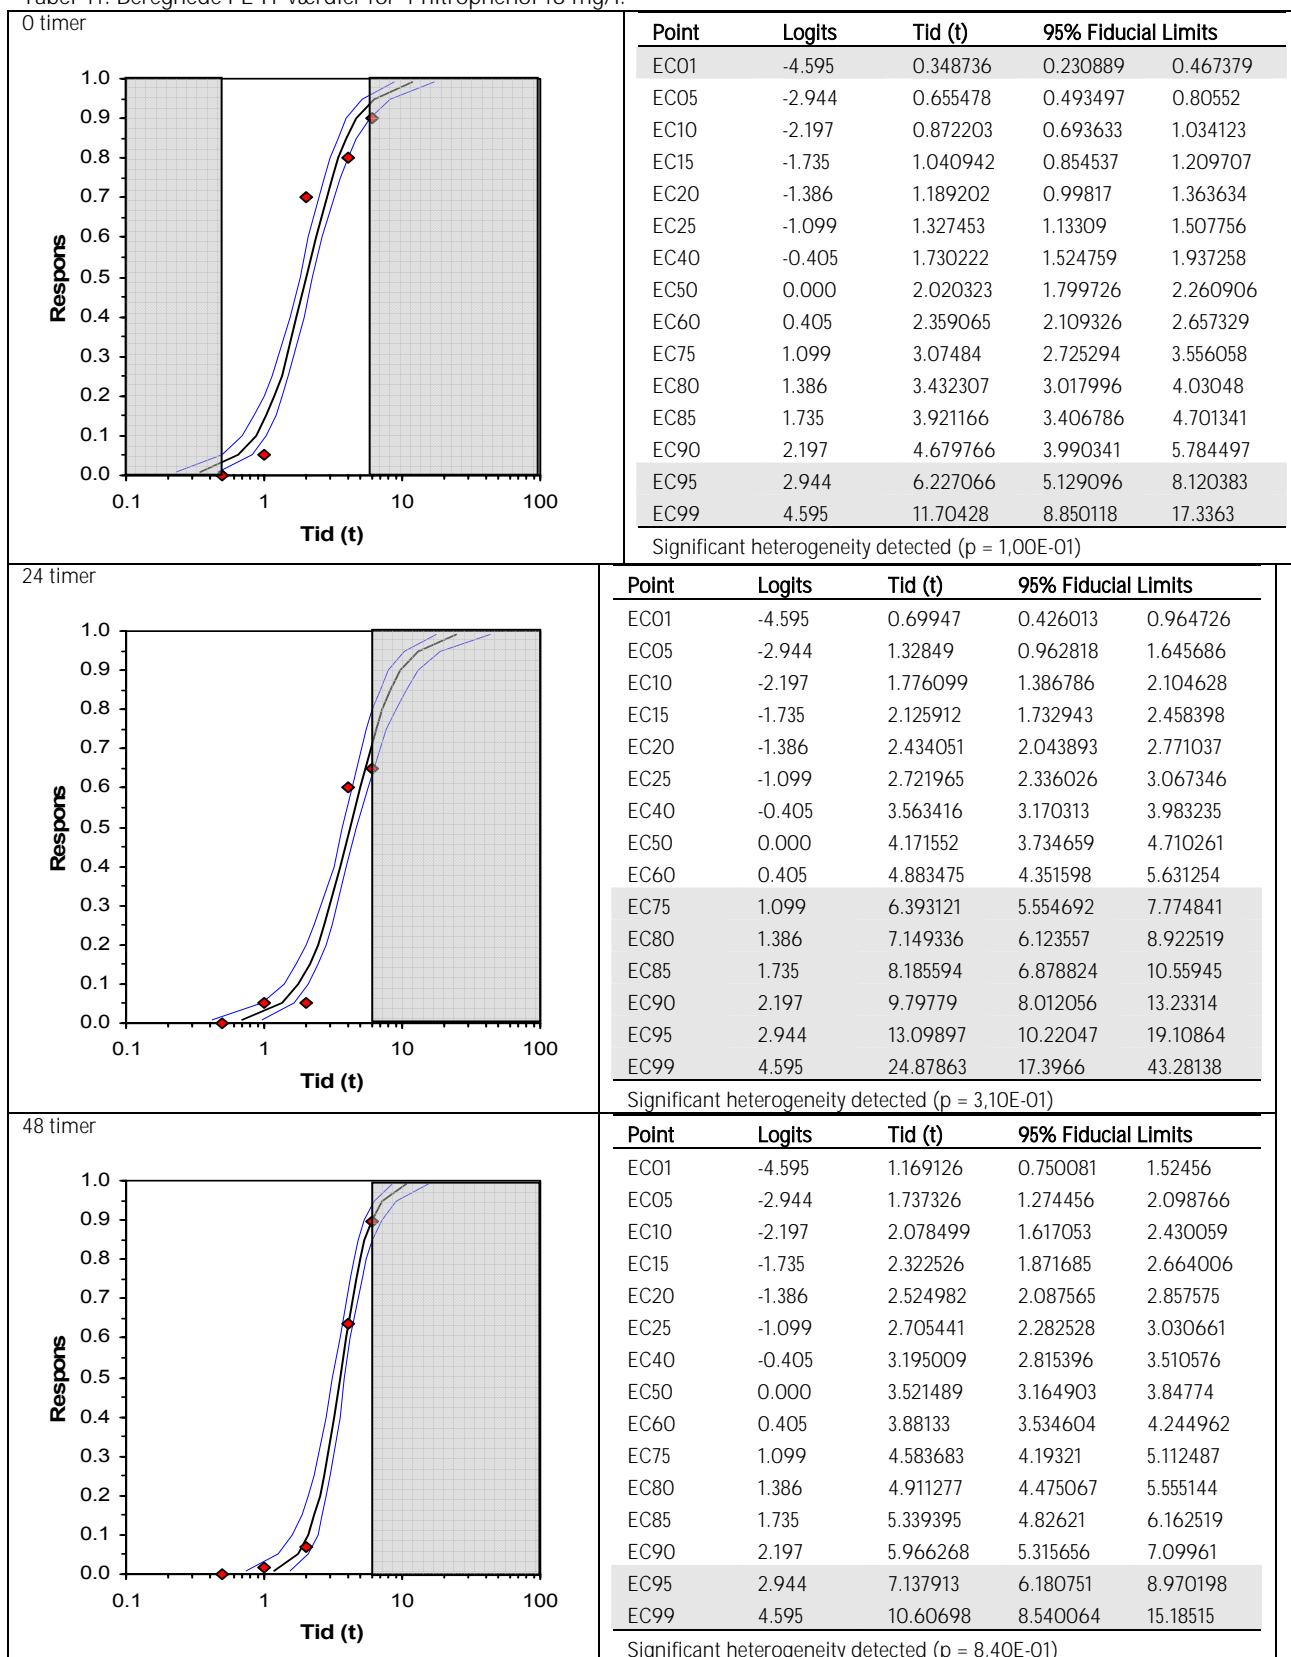 0 timer
1.0
0.9
0.8
0.7
0.6
0.5
0.4
0.3
0.2
0.1
0.0
Respons
0.1 1 10 100
Tid (t)
Point Logits Tid (t) 95% Fiducial Limits
EC01 -4.595 0.348736 0.230889 0.467379
EC05 -2.944 0.655478 0.493497 0.80552
EC10 -2.197 0.872203 0.693633 1.034123
EC15 -1.735 1.040942 0.854537 1.209707
EC20 -1.386 1.189202 0.99817 1.363634
EC25 -1.099 1.327453 1.13309 1.507756
EC40 -0.405 1.730222 1.524759 1.937258
EC50 0.000 2.020323 1.799726 2.260906
EC60 0.405 2.359065 2.109326 2.657329
EC75 1.099 3.07484 2.725294 3.556058
EC80 1.386 3.432307 3.017996 4.03048
EC85 1.735 3.921166 3.406786 4.701341
EC90 2.197 4.679766 3.990341 5.784497
EC95 2.944 6.227066 5.129096 8.120383
EC99 4.595 11.70428 8.850118 17.3363
Significant heterogeneity detected (p = 1,00E-01)
24 timer
1.0
0.9
0.8
0.7
0.6
0.5
0.4
0.3
0.2
0.1
0.0
Respons
0.1 1 10 100
Tid (t)
Point Logits Tid (t) 95% Fiducial Limits
EC01 -4.595 0.69947 0.426013 0.964726
EC05 -2.944 1.32849 0.962818 1.645686
EC10 -2.197 1.776099 1.386786 2.104628
EC15 -1.735 2.125912 1.732943 2.458398
EC20 -1.386 2.434051 2.043893 2.771037
EC25 -1.099 2.721965 2.336026 3.067346
EC40 -0.405 3.563416 3.170313 3.983235
EC50 0.000 4.171552 3.734659 4.710261
EC60 0.405 4.883475 4.351598 5.631254
EC75 1.099 6.393121 5.554692 7.774841
EC80 1.386 7.149336 6.123557 8.922519
EC85 1.735 8.185594 6.878824 10.55945
EC90 2.197 9.79779 8.012056 13.23314
EC95 2.944 13.09897 10.22047 19.10864
EC99 4.595 24.87863 17.3966 43.28138
Significant heterogeneity detected (p = 3,10E-01)
48 timer
1.0
0.9
0.8
0.7
0.6
0.5
0.4
0.3
0.2
0.1
0.0
Respons
0.1 1 10 100
Tid (t)
Point Logits Tid (t) 95% Fiducial Limits
EC01 -4.595 1.169126 0.750081 1.52456
EC05 -2.944 1.737326 1.274456 2.098766
EC10 -2.197 2.078499 1.617053 2.430059
EC15 -1.735 2.322526 1.871685 2.664006
EC20 -1.386 2.524982 2.087565 2.857575
EC25 -1.099 2.705441 2.282528 3.030661
EC40 -0.405 3.195009 2.815396 3.510576
EC50 0.000 3.521489 3.164903 3.84774
EC60 0.405 3.88133 3.534604 4.244962
EC75 1.099 4.583683 4.19321 5.112487
EC80 1.386 4.911277 4.475067 5.555144
EC85 1.735 5.339395 4.82621 6.162519
EC90 2.197 5.966268 5.315656 7.09961
EC95 2.944 7.137913 6.180751 8.970198
EC99 4.595 10.60698 8.540064 15.18515
Significant heterogeneity detected (p = 8,40E-01)